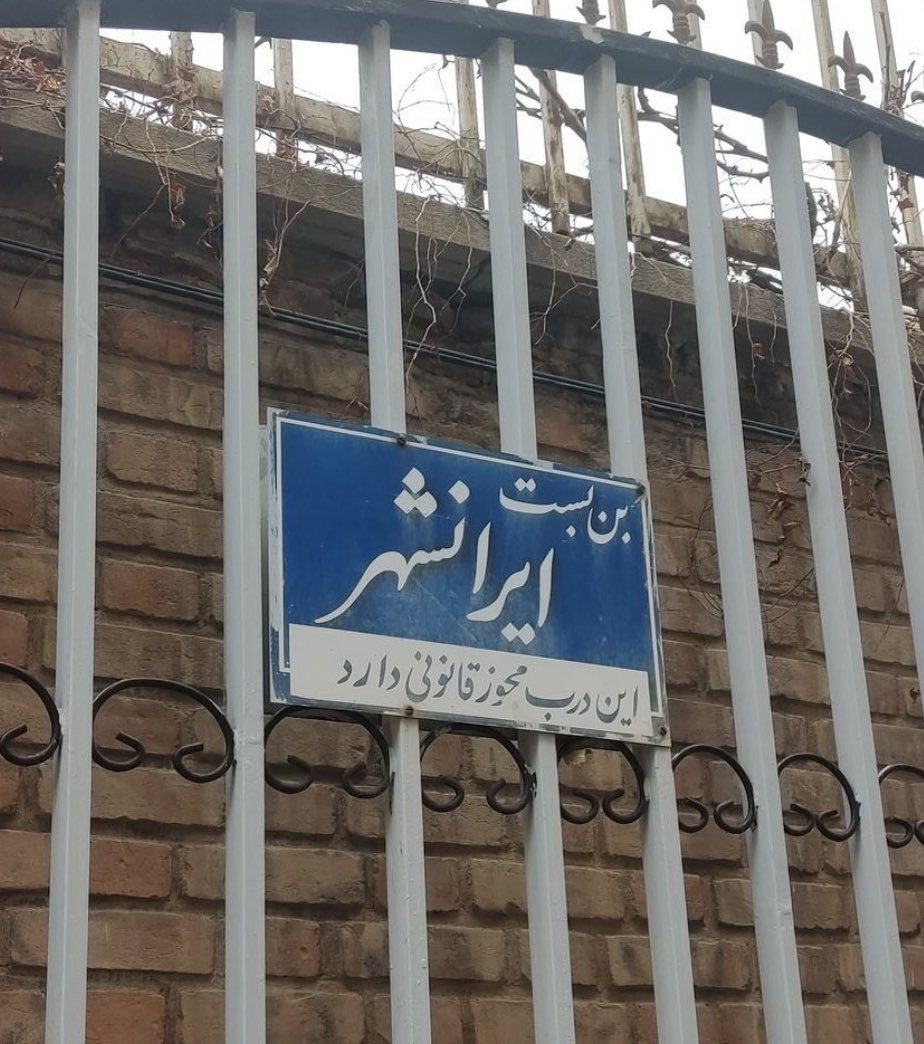 بن بست
ایرانشهر
این درب مجوز قانونی دارد